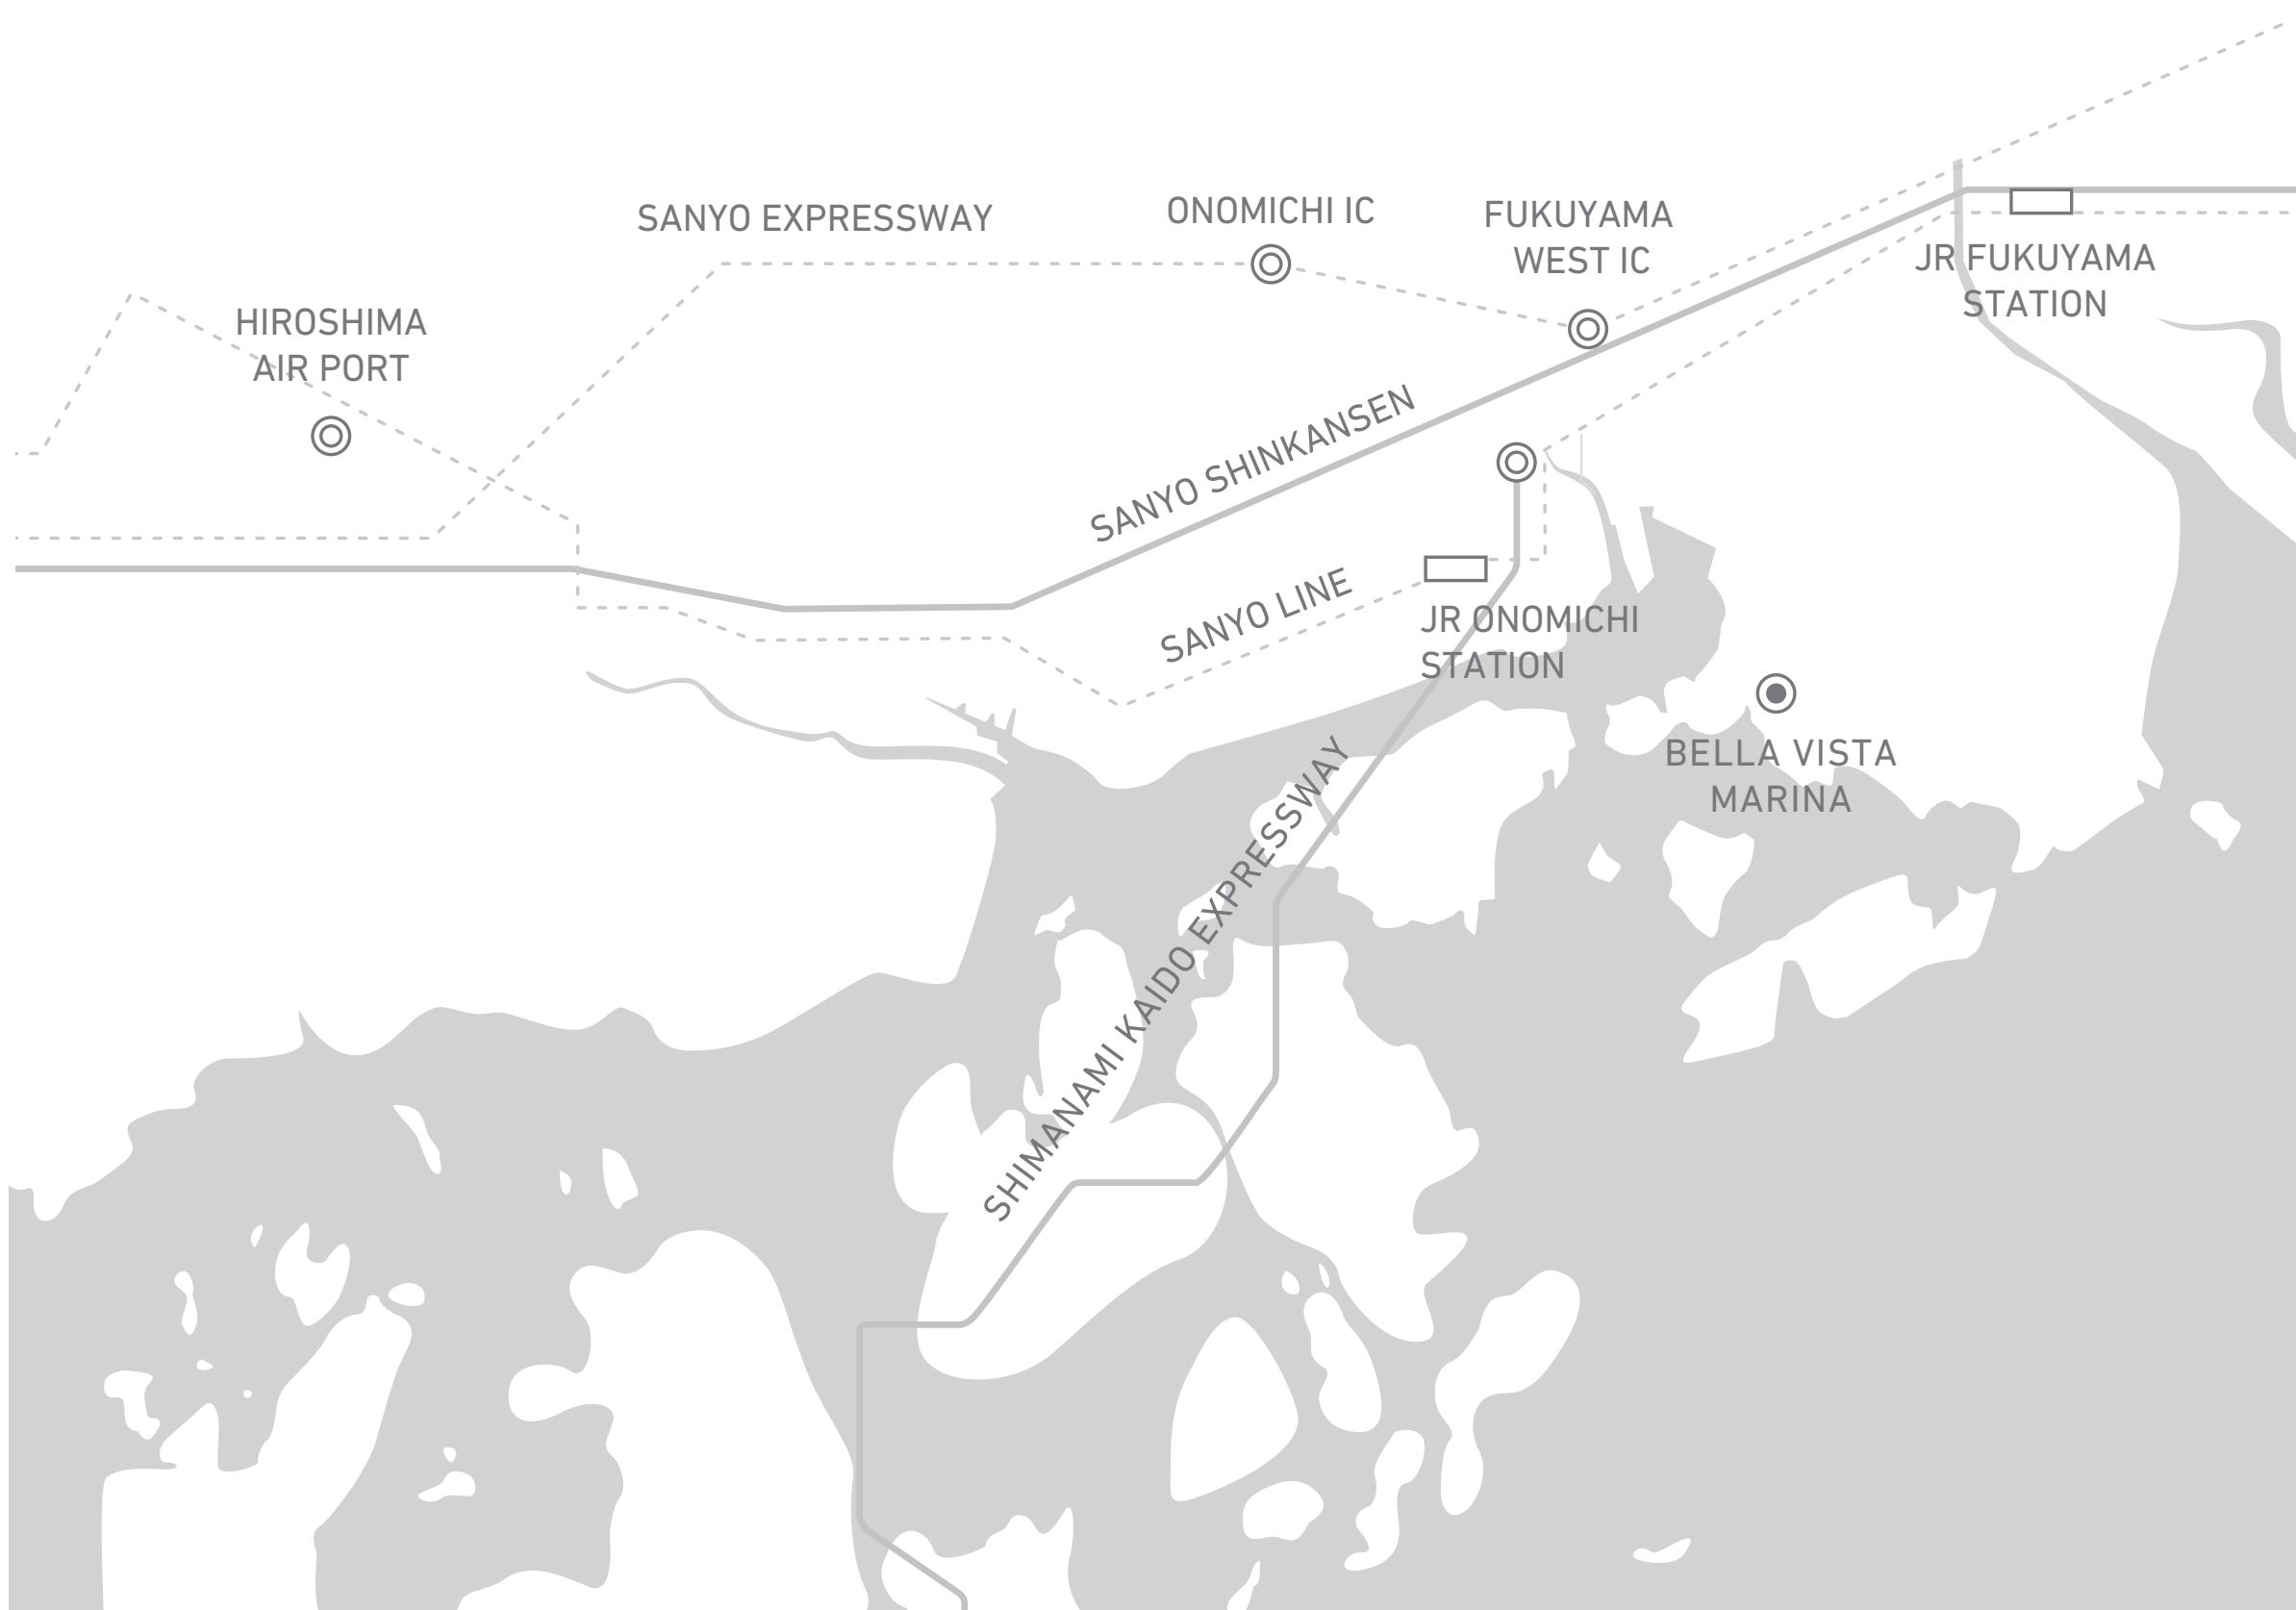 SANYO EXPRESSWAY
ONOMICHI IC
FUKUYAMA
WEST IC
JR FUKUYAMA
STATION
HIROSHIMA
AIR PORT
SANYO SHINKANSEN
SANYO LINE
JR ONOMICHI
STATION
BELLA VISTA
MARINA
SHIMANAMI KAIDO EXPRESSWAY